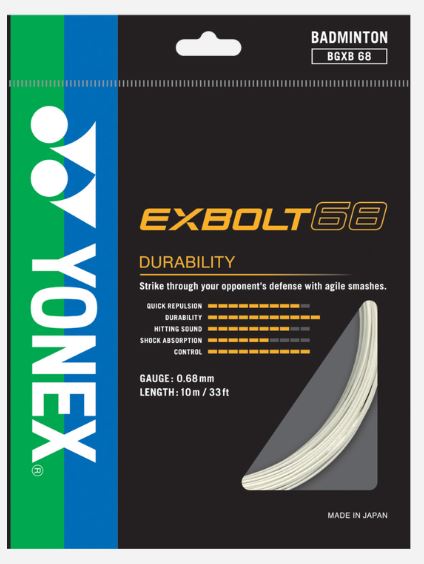 BADMINTON
BGXB 68
YONEX®
EXBOLT68
DURABILITY
Strike through your opponent's defense with agile smashes.
QUICK REPULSION
DURABILITY
HITTING SOUND
SHOCK ABSORPTION
CONTROL
GAUGE : 0.68mm
LENGTH : 10m / 33ft
MADE IN JAPAN